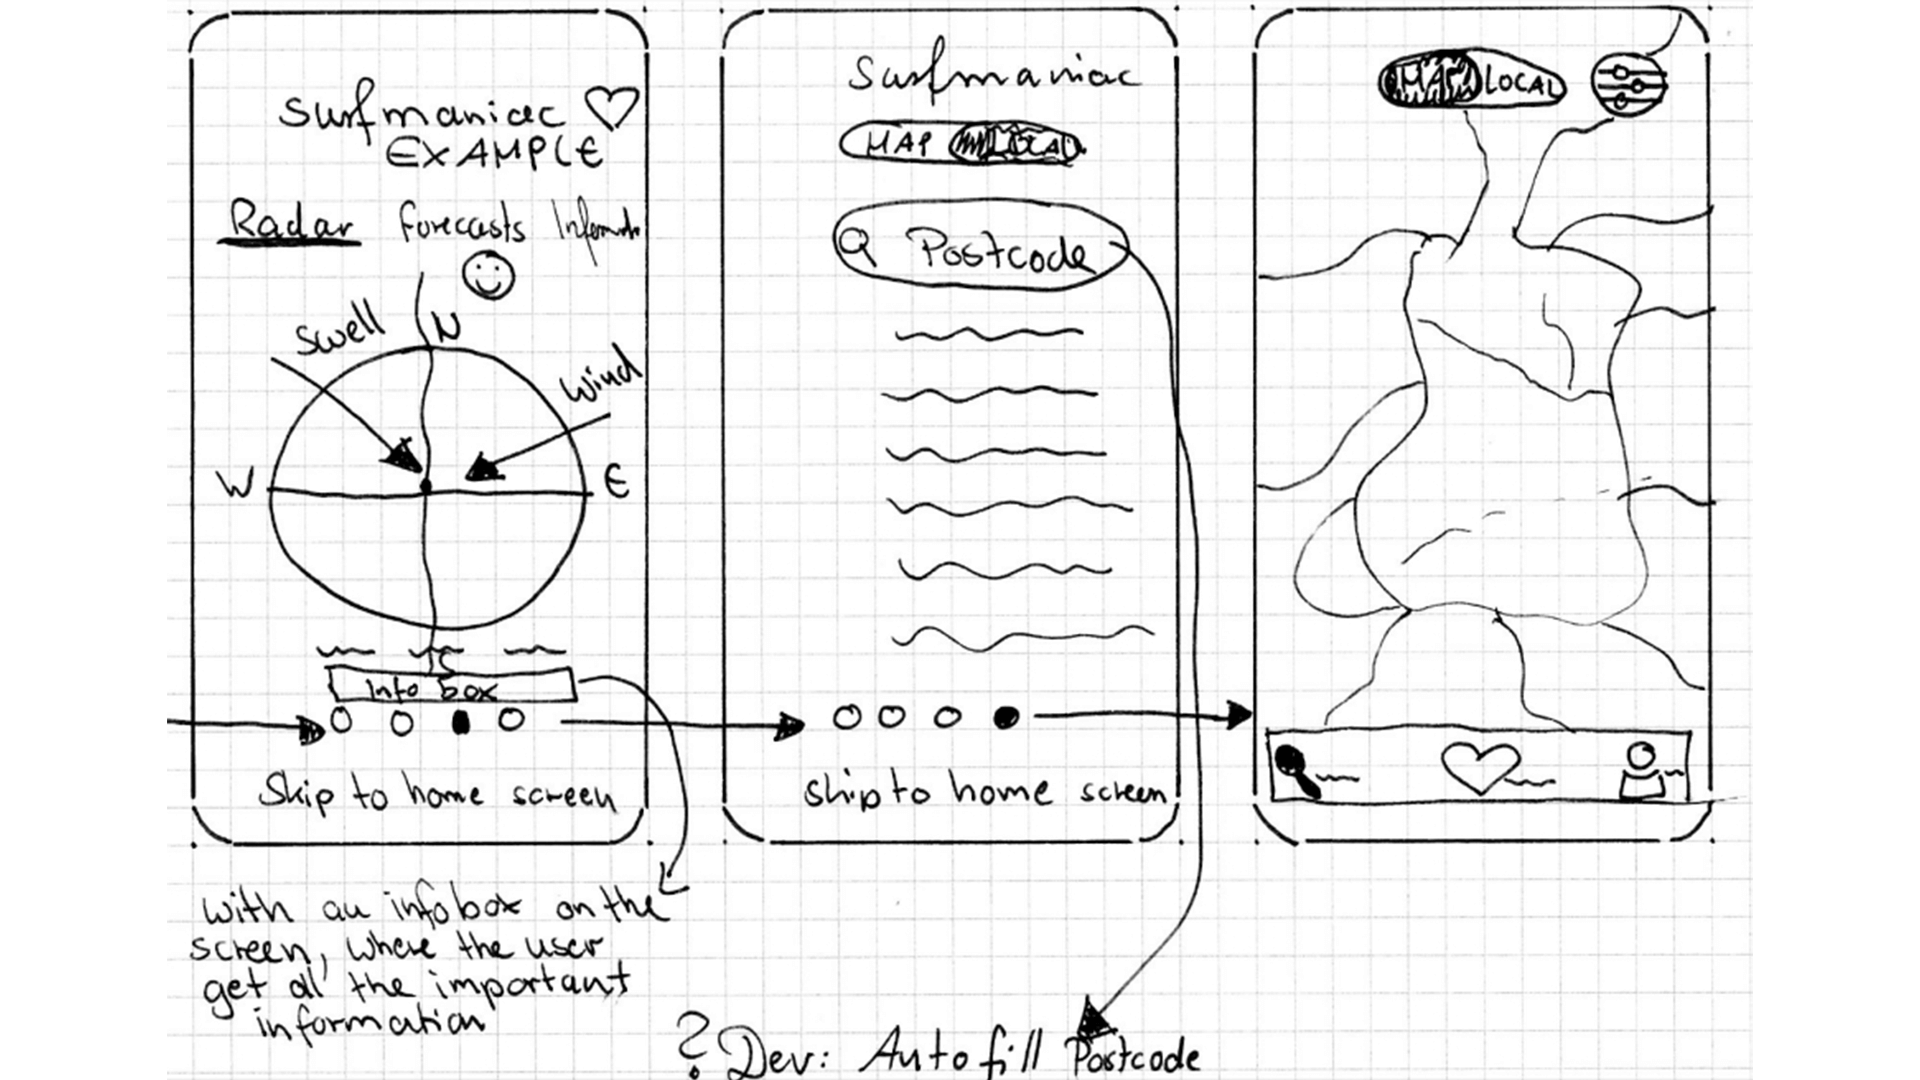 surfmaniac
EXAMPLE
Radar Forecasts
Swell
N
Wind
W
E
S
Info box
Skip to home screen
with an infobox on the
screen, where the user
get all the important
information
surfmaniac
MAP LOCAL
Postcode
skip to home screen
? Dev: Autofill Postcode
MAP LOCAL